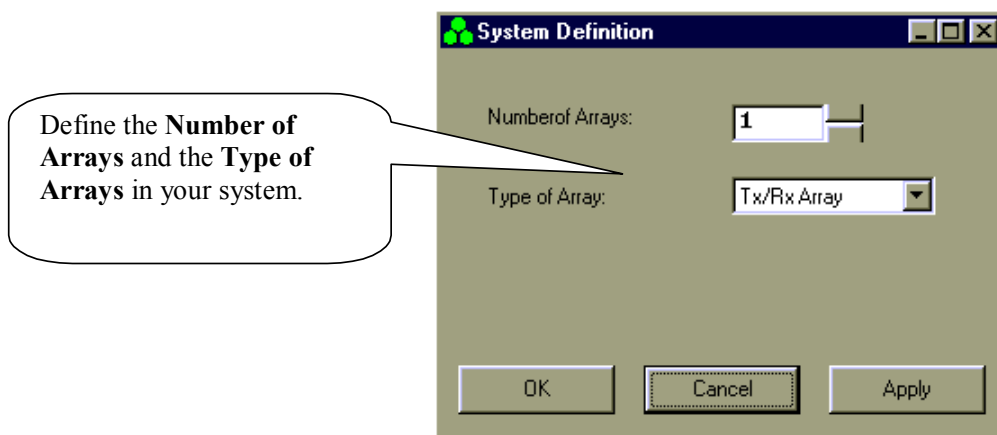 System Definition
Define the Number of
Arrays and the Type of
Arrays in your system.
Numberof Arrays:
1
Type of Array:
Tx/Rx Array
OK
Cancel
Apply